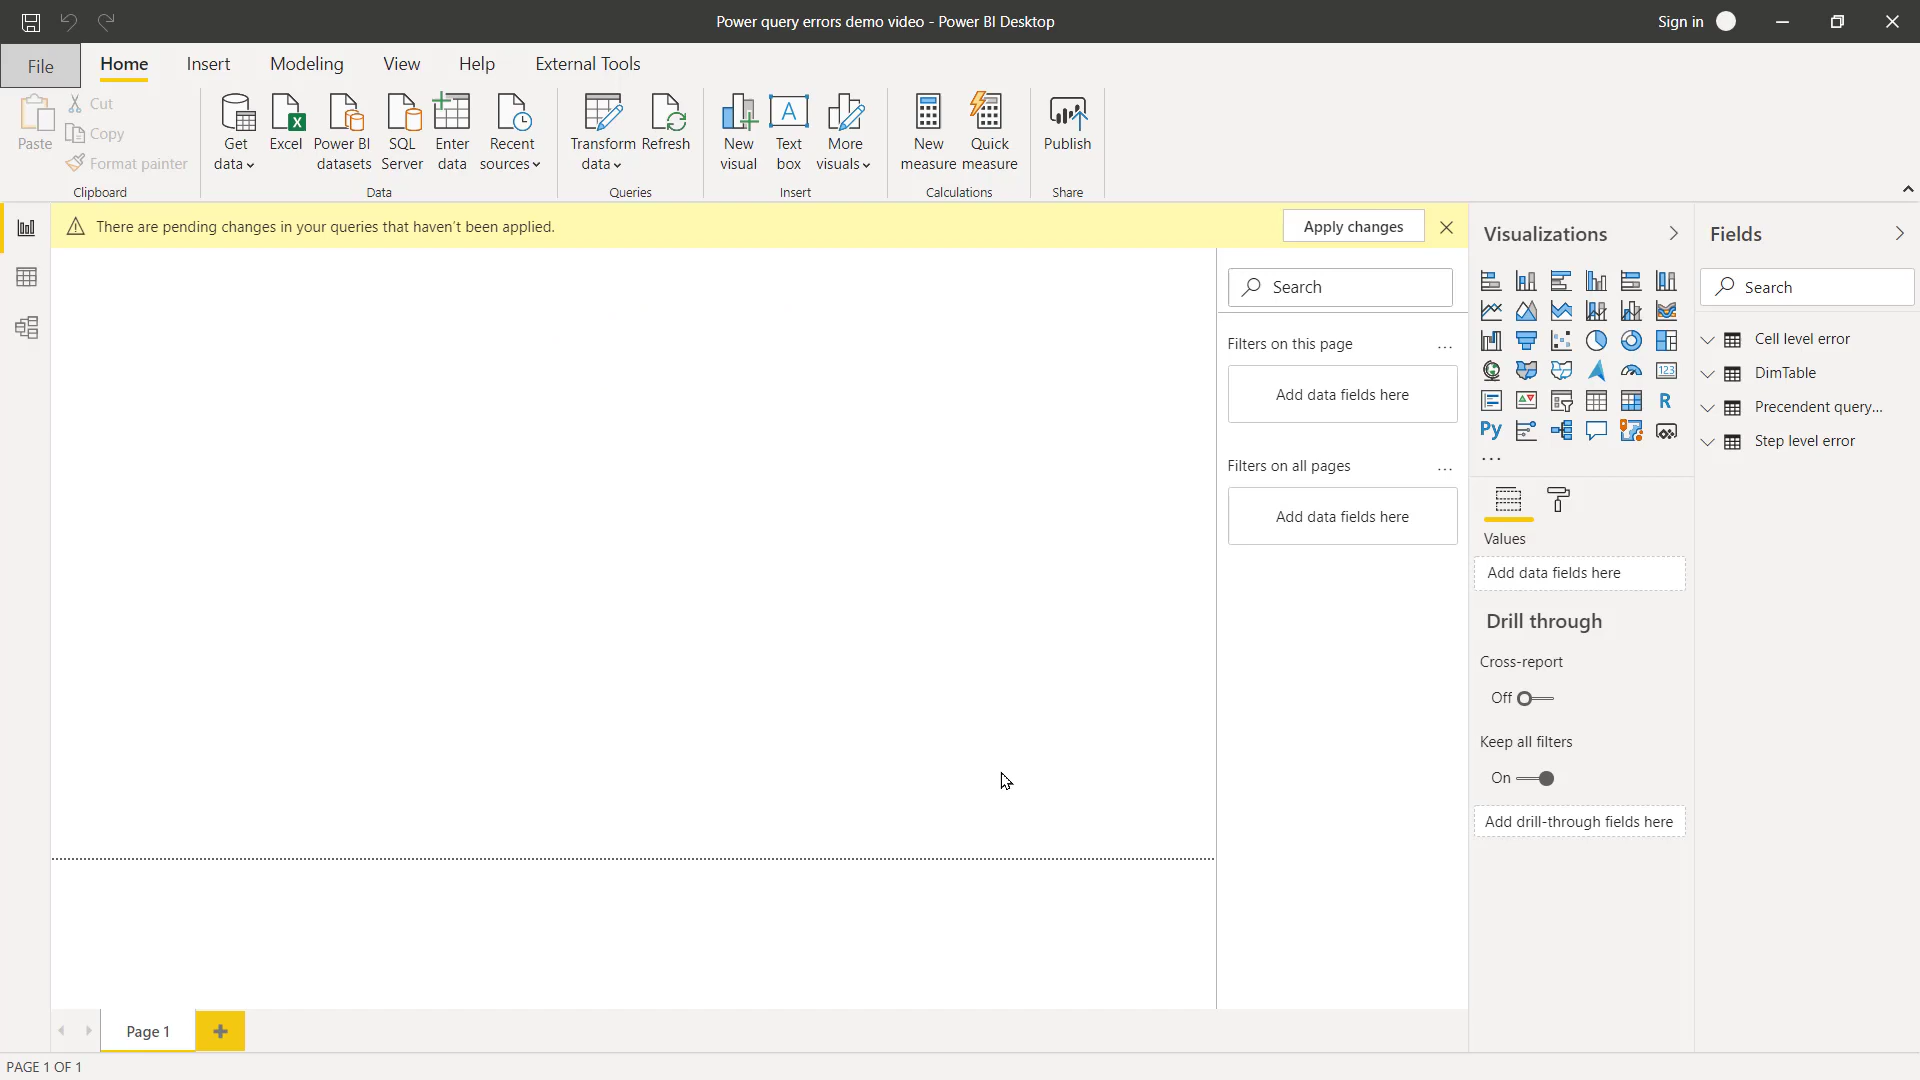 Power query errors demo video - Power BI Desktop
Sign in
File
Home
Insert
Modeling
View
Help
External Tools
Paste
Cut
Copy
Format painter
Clipboard
Get data
Excel
Power BI datasets
SQL Server
Enter data
Recent sources
Data
Transform data
Refresh
Queries
New visual
A
Text box
More visuals
Insert
New measure
Quick measure
Calculations
Publish
Share
There are pending changes in your queries that haven't been applied.
Apply changes
Search
Filters on this page
...
Add data fields here
Filters on all pages
...
Add data fields here
Visualizations
123
R
Py
...
Values
Add data fields here
Drill through
Cross-report
Off
Keep all filters
On
Add drill-through fields here
Fields
Search
Cell level error
DimTable
Precendent query...
Step level error
Page 1
PAGE 1 OF 1